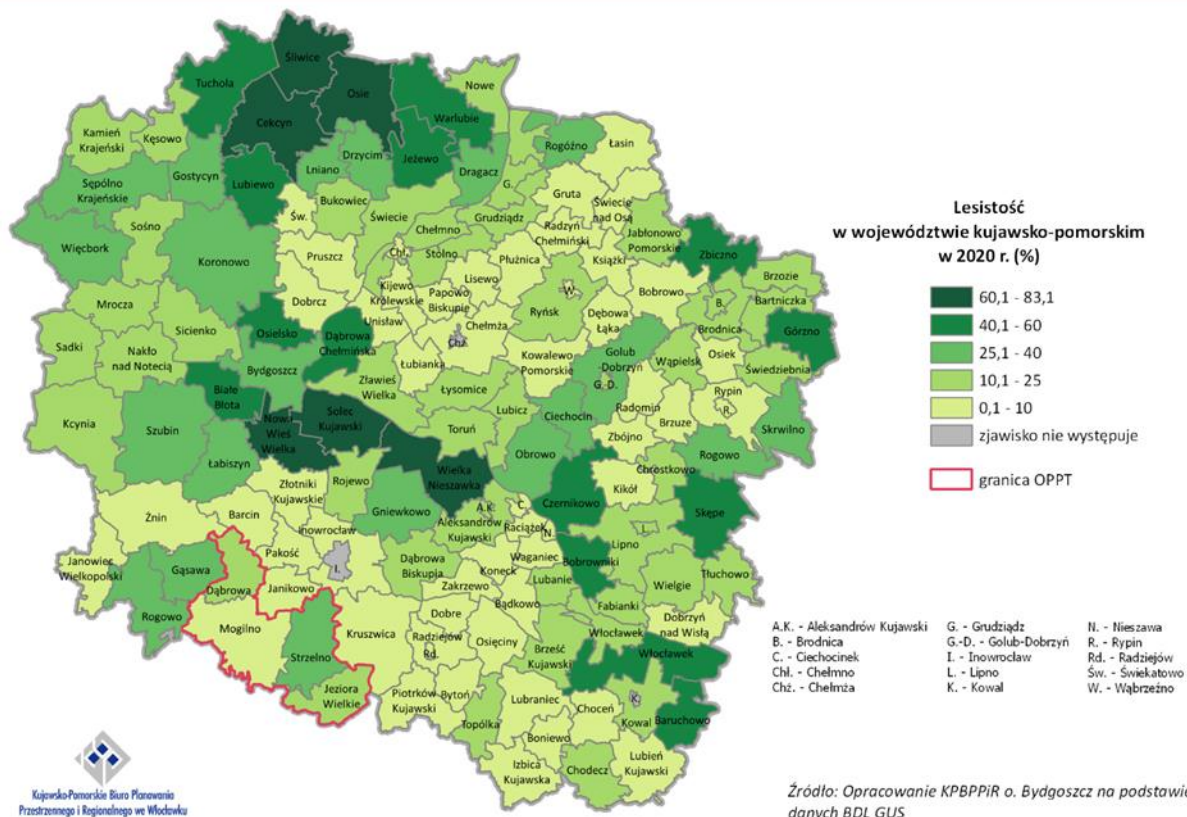 Lesistość
w województwie kujawsko-pomorskim
w 2020 r. (%)
60,1 - 83,1
40,1 - 60
25,1 - 40
10,1 - 25
0,1 - 10
zjawisko nie występuje
granica OPPT
Śliwice
Tuchola
Osie
Nowe
Cekcyn
Warlubie
Kamień
Krajeński
Kęsowo
Rogóźno
Łasin
Drzycim
Jeżewo
Gostycyn
Lniano
Dragacz
Sępólno
Krajeńskie
Lubiewo
G.
Gruta
Bukowiec
Św.
Świecie
Grudziądz
Świecie
nad Osą
Sośno
Chełmno
Radzyń
Chełmiński
Jabłonowo
Pomorskie
Więcbork
Koronowo
Pruszcz
Chł.
Stolno
Płużnica
Książki
Zbiczno
Brzozie
Lisewo
Kijewo
Królewskie
Papowo
Biskupie
W.
Bobrowo
B.
Bartniczka
Mrocza
Dobrcz
Unisław
Chełmża
Ryńsk
Dębowa
Łąka
Brodnica
Górzno
Sicienko
Osielsko
Dąbrowa
Chełmińska
Chż.
Sadki
Nakło
nad Notecią
Łubianka
Kowalewo
Pomorskie
Golub
-Dobrzyń
Wąpielsk
Osiek
Świedziebnia
Bydgoszcz
Zławieś
Wielka
Łysomice
G.-D.
Rypin
R.
Białe
Błota
Solec
Kujawski
Lubicz
Ciechocin
Radomin
Brzuze
Skrwilno
Kcynia
Szubin
Nowa
Wieś
Wielka
Toruń
Zbójno
Łabiszyn
Wielka
Nieszawka
Obrowo
Rogowo
Złotniki
Kujawskie
Rojewo
Chrostkowo
Kikół
Czernikowo
Skępe
Żnin
Barcin
Gniewkowo
A.K.
C.
Aleksandrów
Kujawski
Raciążek
N.
L.
Inowrocław
Pakość
I.
Lipno
Janowiec
Wielkopolski
Gąsawa
Dąbrowa
Biskupia
Waganiec
Bobrowniki
Koneck
Lubanie
Wielgie
Tłuchowo
Dąbrowa
Janikowo
Zakrzewo
Bądkowo
Fabianki
Rogowo
Mogilno
Kruszwica
Dobre
Dobrzyń
nad Wisłą
Radziejów
Rd.
Osięciny
Włocławek
Strzelno
Brześć
Kujawski
Włocławek
Jeziora
Wielkie
Piotrków
Kujawski
Bytoń
Lubraniec
Choceń
K.
Topólka
Kowal
Baruchowo
Boniewo
Izbica
Kujawska
Chodecz
Lubień
Kujawski
A.K. - Aleksandrów Kujawski
B. - Brodnica
C. - Ciechocinek
Chł. - Chełmno
Chż. - Chełmża
G. - Grudziądz
G.-D. - Golub-Dobrzyń
I. - Inowrocław
L. - Lipno
K. - Kowal
N. - Nieszawa
R. - Rypin
Rd. - Radziejów
Św. - Świekatowo
W. - Wąbrzeźno
Kujawsko-Pomorskie Biuro Planowania
Przestrzennego i Regionalnego we Włocławku
Źródło: Opracowanie KPBPPiR o. Bydgoszcz na podstawie
danych BDL GUS